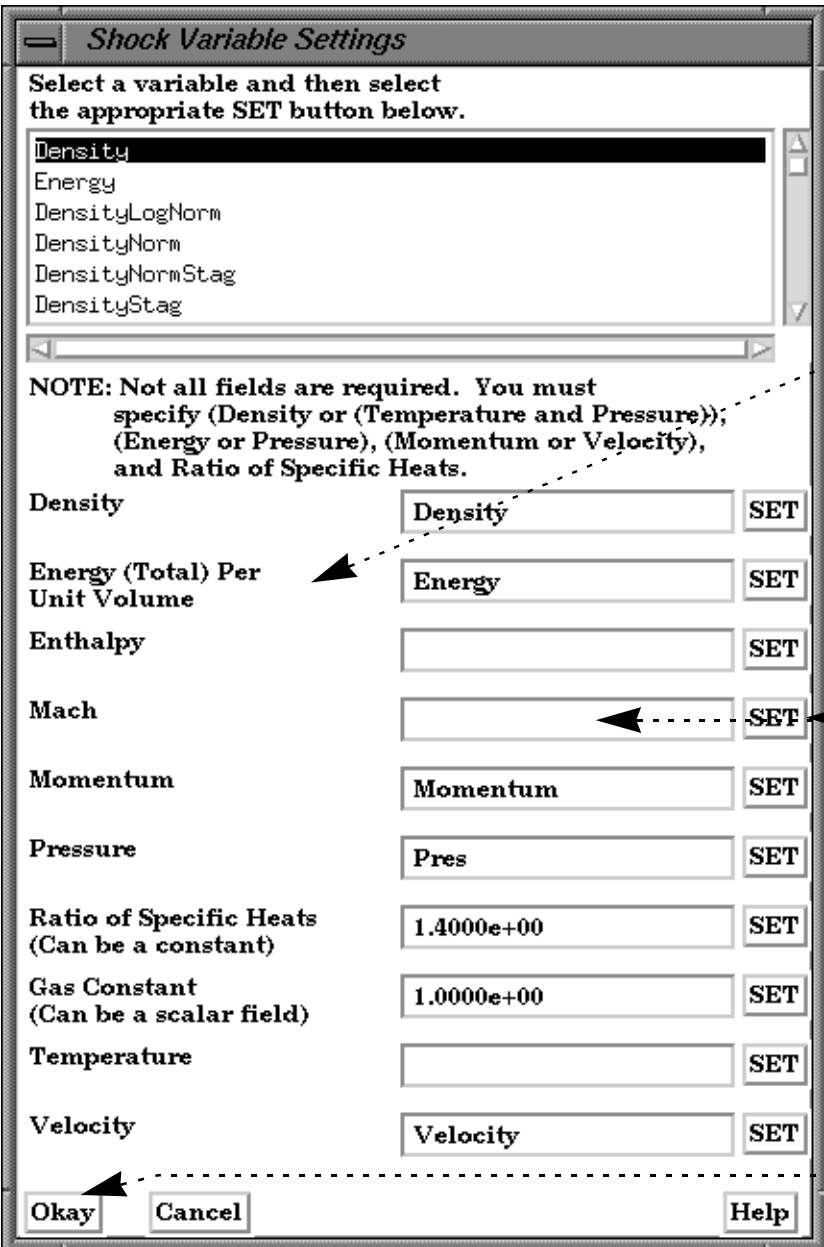 Shock Variable Settings
Select a variable and then select
the appropriate SET button below.
Density
Energy
DensityLogNorm
DensityNorm
DensityNormStag
DensityStag
NOTE: Not all fields are required. You must
specify (Density or (Temperature and Pressure)),
(Energy or Pressure), (Momentum or Velocity),
and Ratio of Specific Heats.
Density Density SET
Energy (Total) Per
Unit Volume Energy SET
Enthalpy SET
Mach SET
Momentum Momentum SET
Pressure Pres SET
Ratio of Specific Heats
(Can be a constant) 1.4000e+00 SET
Gas Constant
(Can be a scalar field) 1.0000e+00 SET
Temperature SET
Velocity Velocity SET
Okay Cancel Help